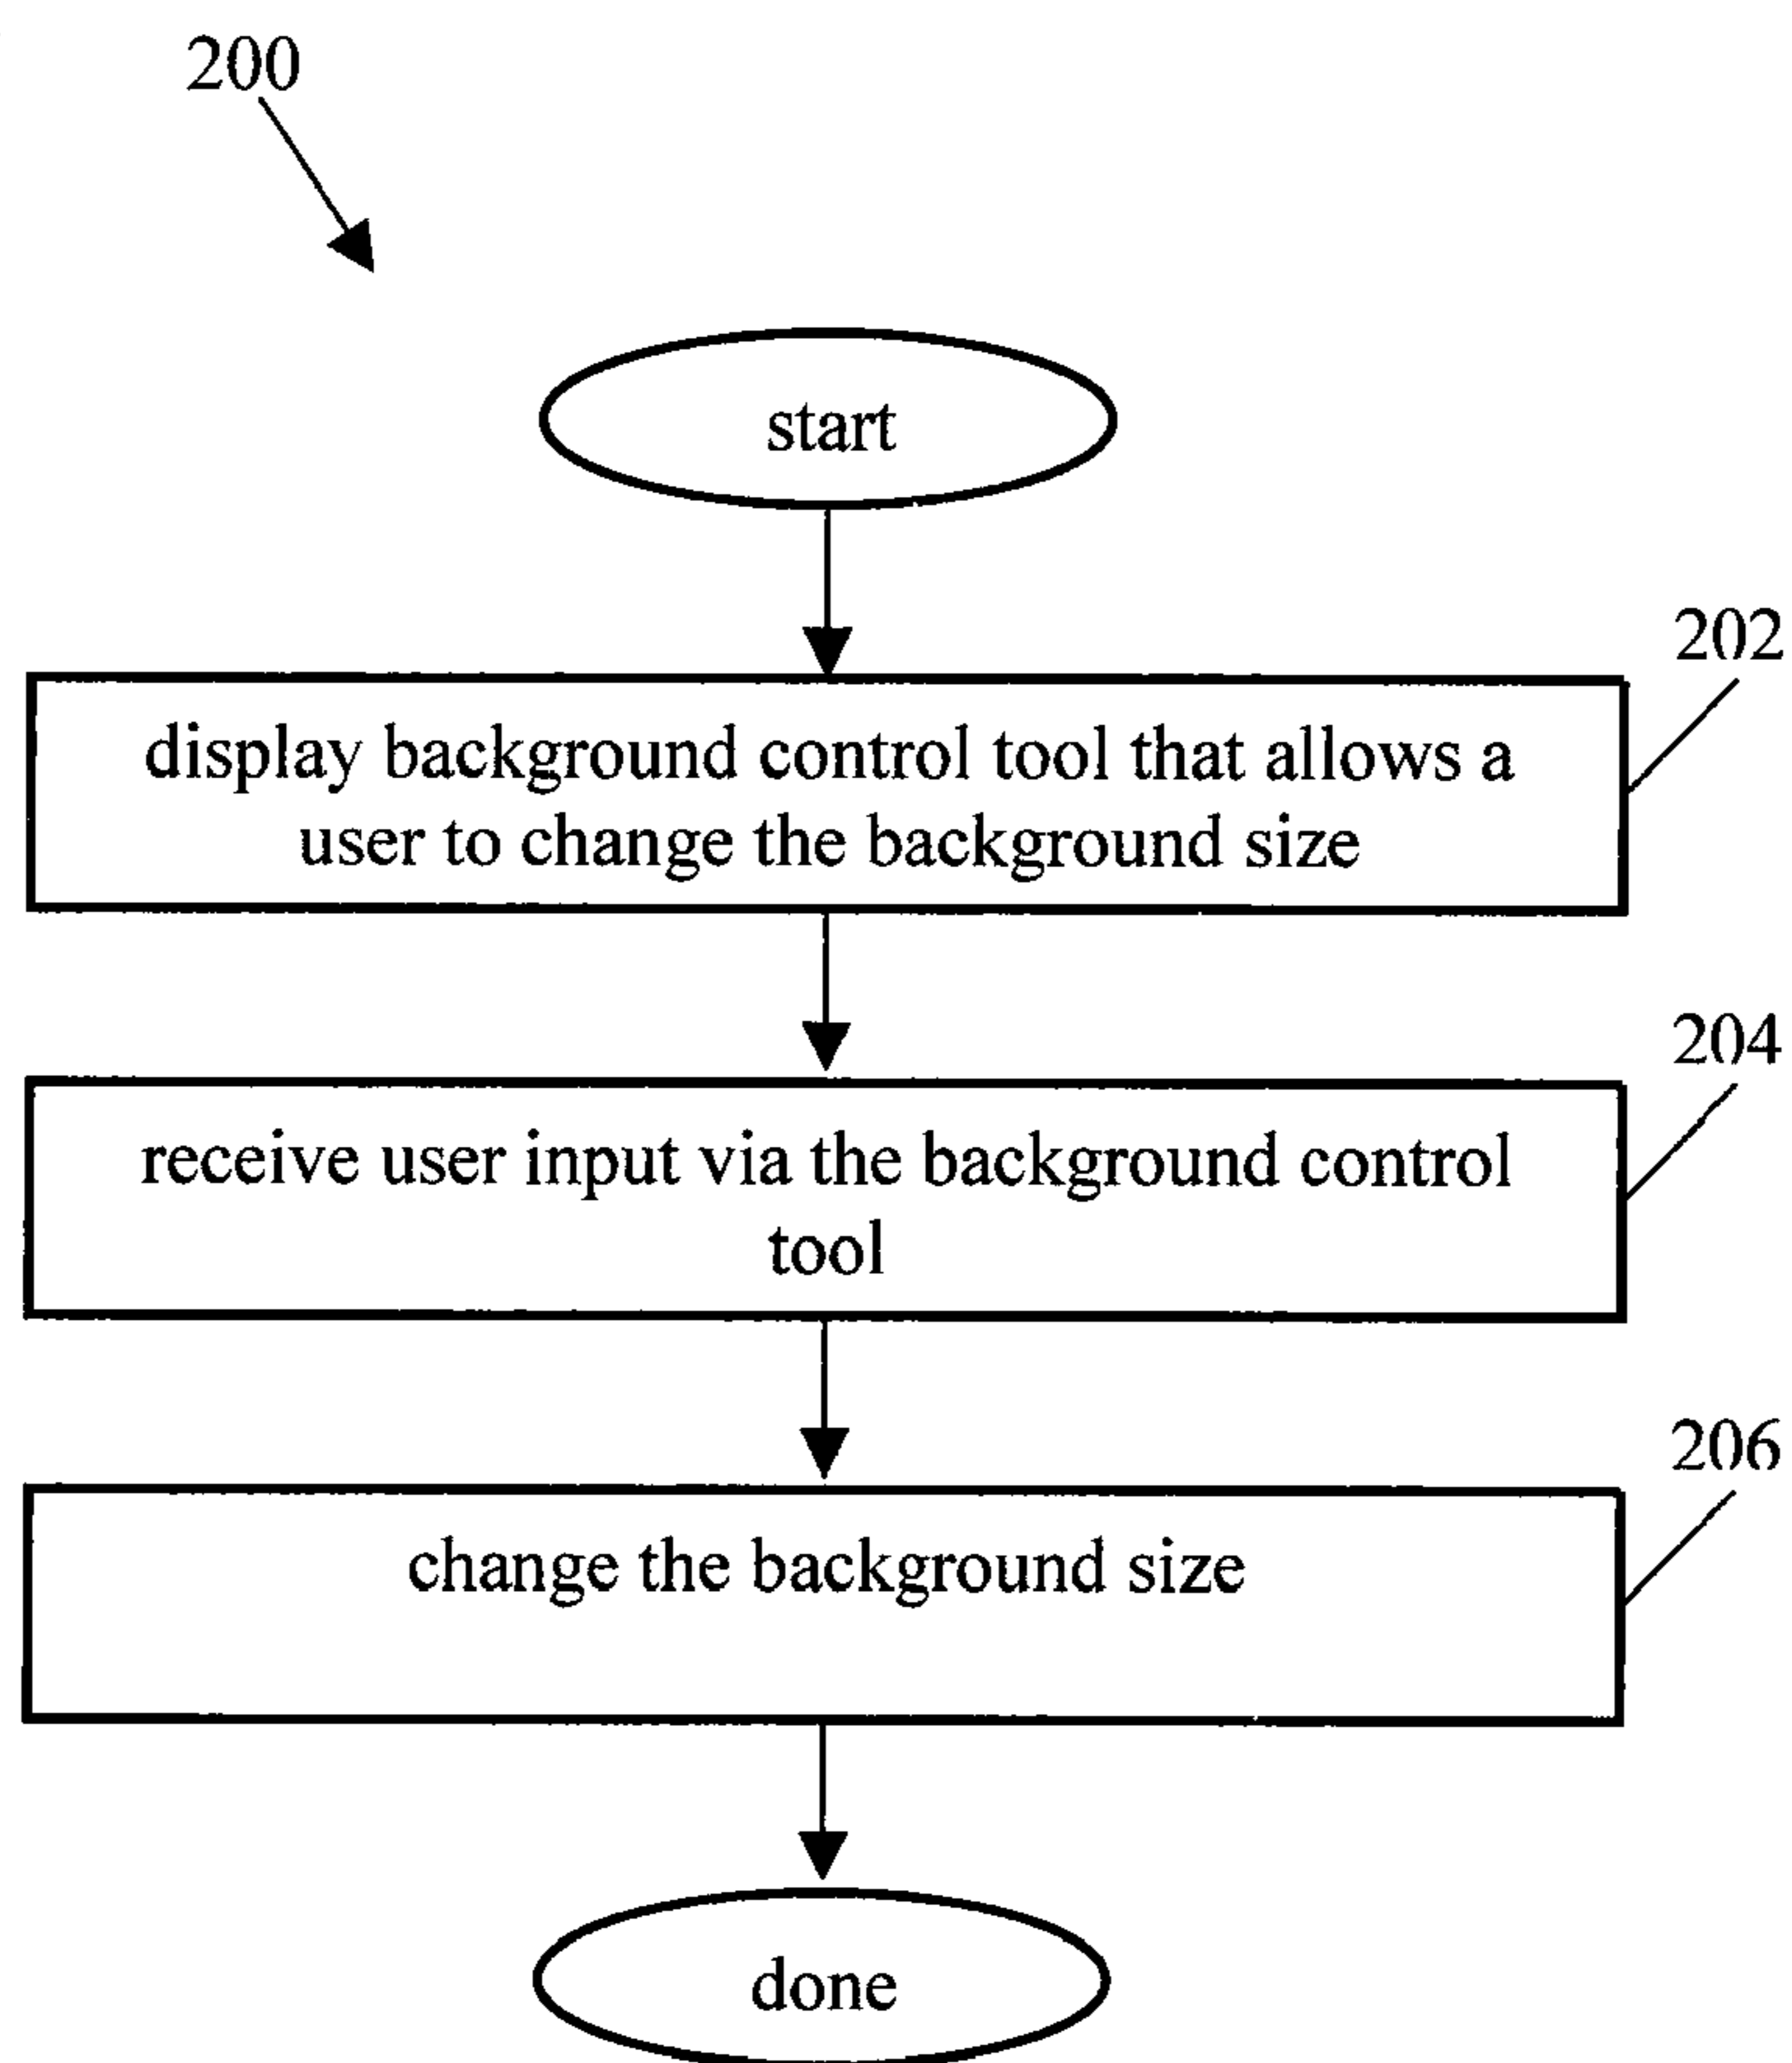 200
start
202
display background control tool that allows a
user to change the background size
204
receive user input via the background control
tool
206
change the background size
done